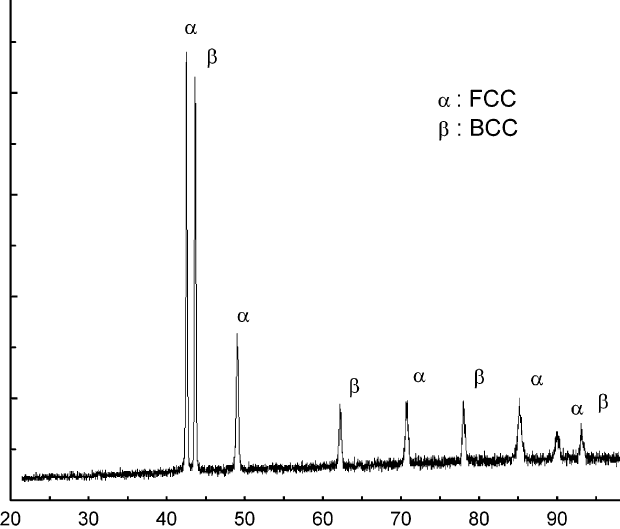 α
β
α : FCC
β : BCC
α
β α β α α β
20 30 40 50 60 70 80 90